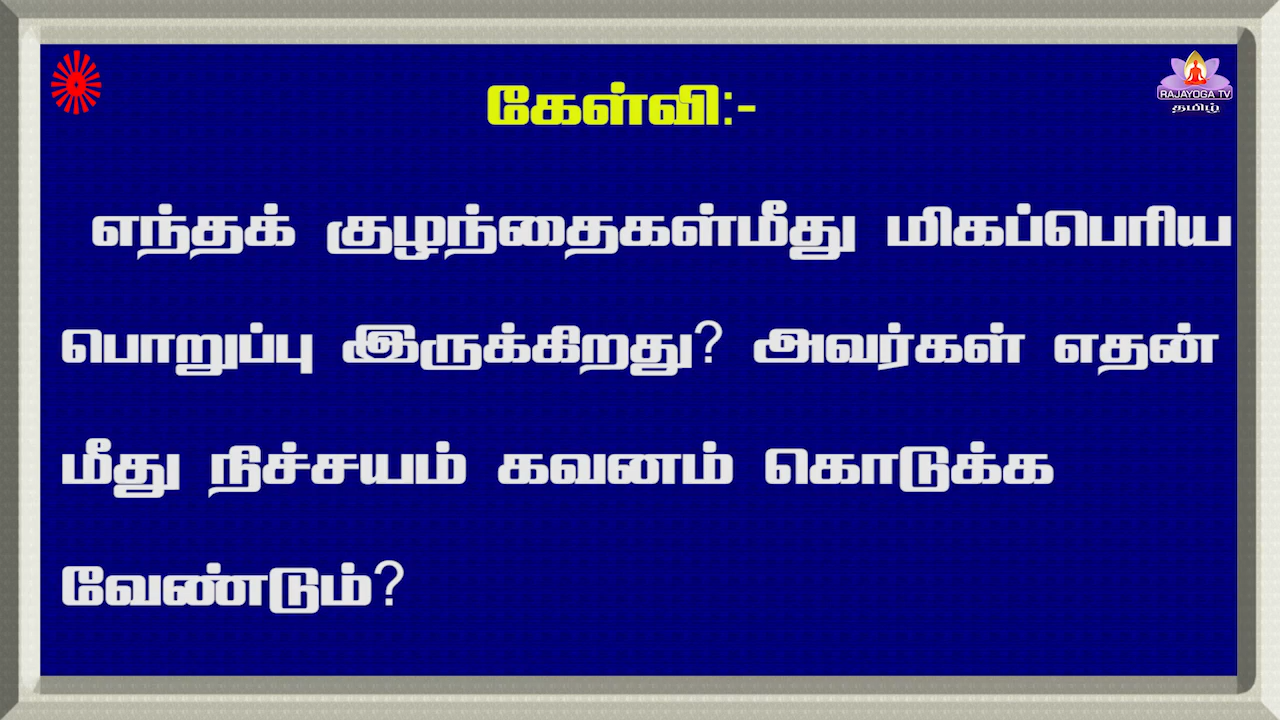 RAJAYOGA TV
தமிழ்
கேள்வி:-
எந்தக் குழந்தைகள்மீது மிகப்பெரிய
பொறுப்பு இருக்கிறது? அவர்கள் எதன்
மீது நிச்சயம் கவனம் கொடுக்க
வேண்டும்?